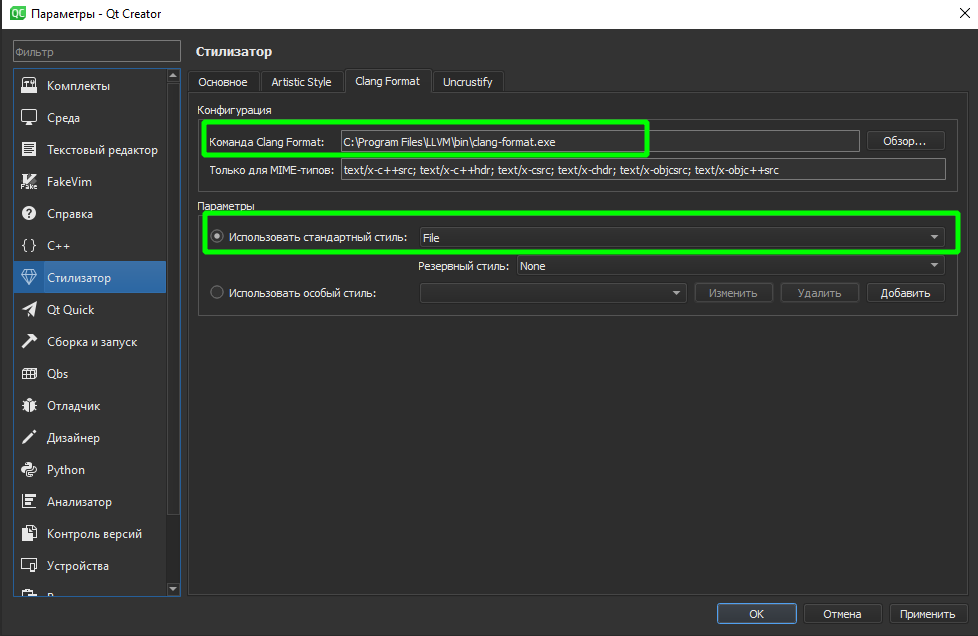 QC Параметры - Qt Creator
Фильтр
Комплекты
Среда
Текстовый редактор
FakeVim
Справка
C++
Стилизатор
Qt Quick
Сборка и запуск
Qbs
Отладчик
Дизайнер
Python
Анализатор
Контроль версий
Устройства
Стилизатор
Основное Artistic Style Clang Format Uncrustify
Конфигурация
Команда Clang Format: C:\Program Files\LLVM\bin\clang-format.exe Обзор...
Только для MIME-типов: text/x-c++src; text/x-c++hdr; text/x-csrc; text/x-chdr; text/x-objcsrc; text/x-objc++src
Параметры
Использовать стандартный стиль: File
Резервный стиль: None
Использовать особый стиль: Изменить Удалить Добавить
OK Отмена Применить